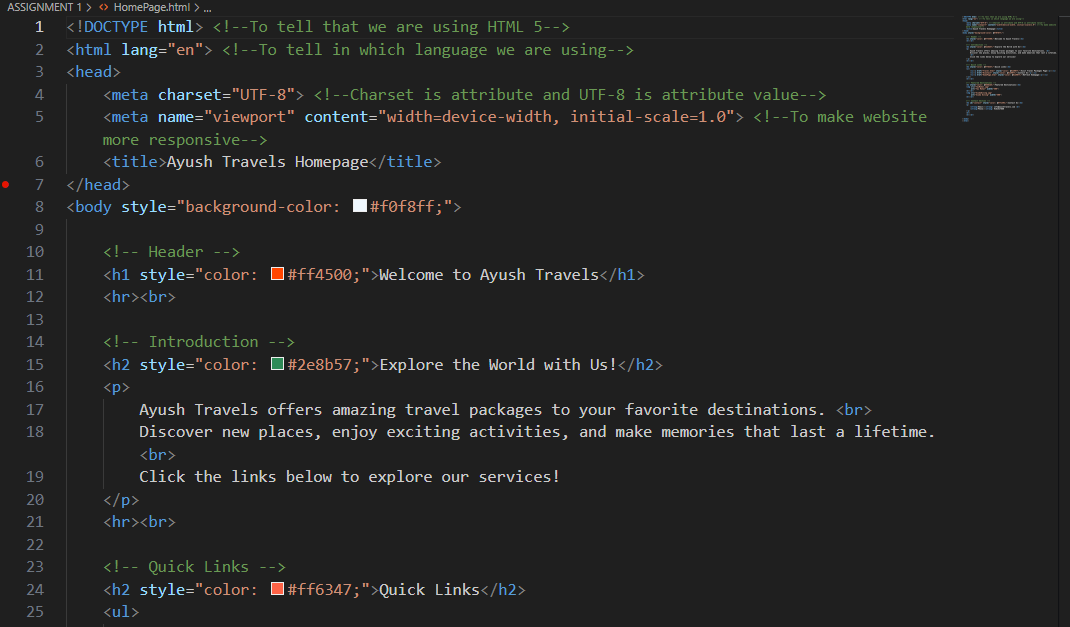 ASSIGNMENT 1 > <> HomePage.html > ...
1 <!DOCTYPE html> <!--To tell that we are using HTML 5-->
2 <html lang="en"> <!--To tell in which language we are using-->
3 <head>
4 <meta charset="UTF-8"> <!--Charset is attribute and UTF-8 is attribute value-->
5 <meta name="viewport" content="width=device-width, initial-scale=1.0"> <!--To make website
more responsive-->
6 <title>Ayush Travels Homepage</title>
7 </head>
8 <body style="background-color: #f0f8ff;">
9
10 <!-- Header -->
11 <h1 style="color: #ff4500;">Welcome to Ayush Travels</h1>
12 <hr><br>
13
14 <!-- Introduction -->
15 <h2 style="color: #2e8b57;">Explore the World with Us!</h2>
16 <p>
17 Ayush Travels offers amazing travel packages to your favorite destinations. <br>
18 Discover new places, enjoy exciting activities, and make memories that last a lifetime.
<br>
19 Click the links below to explore our services!
20 </p>
21 <hr><br>
22
23 <!-- Quick Links -->
24 <h2 style="color: #ff6347;">Quick Links</h2>
25 <ul>